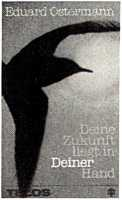 Eduard Ostermann
Deine
Zukunft
liegt in
Deiner
Hand
TELOS